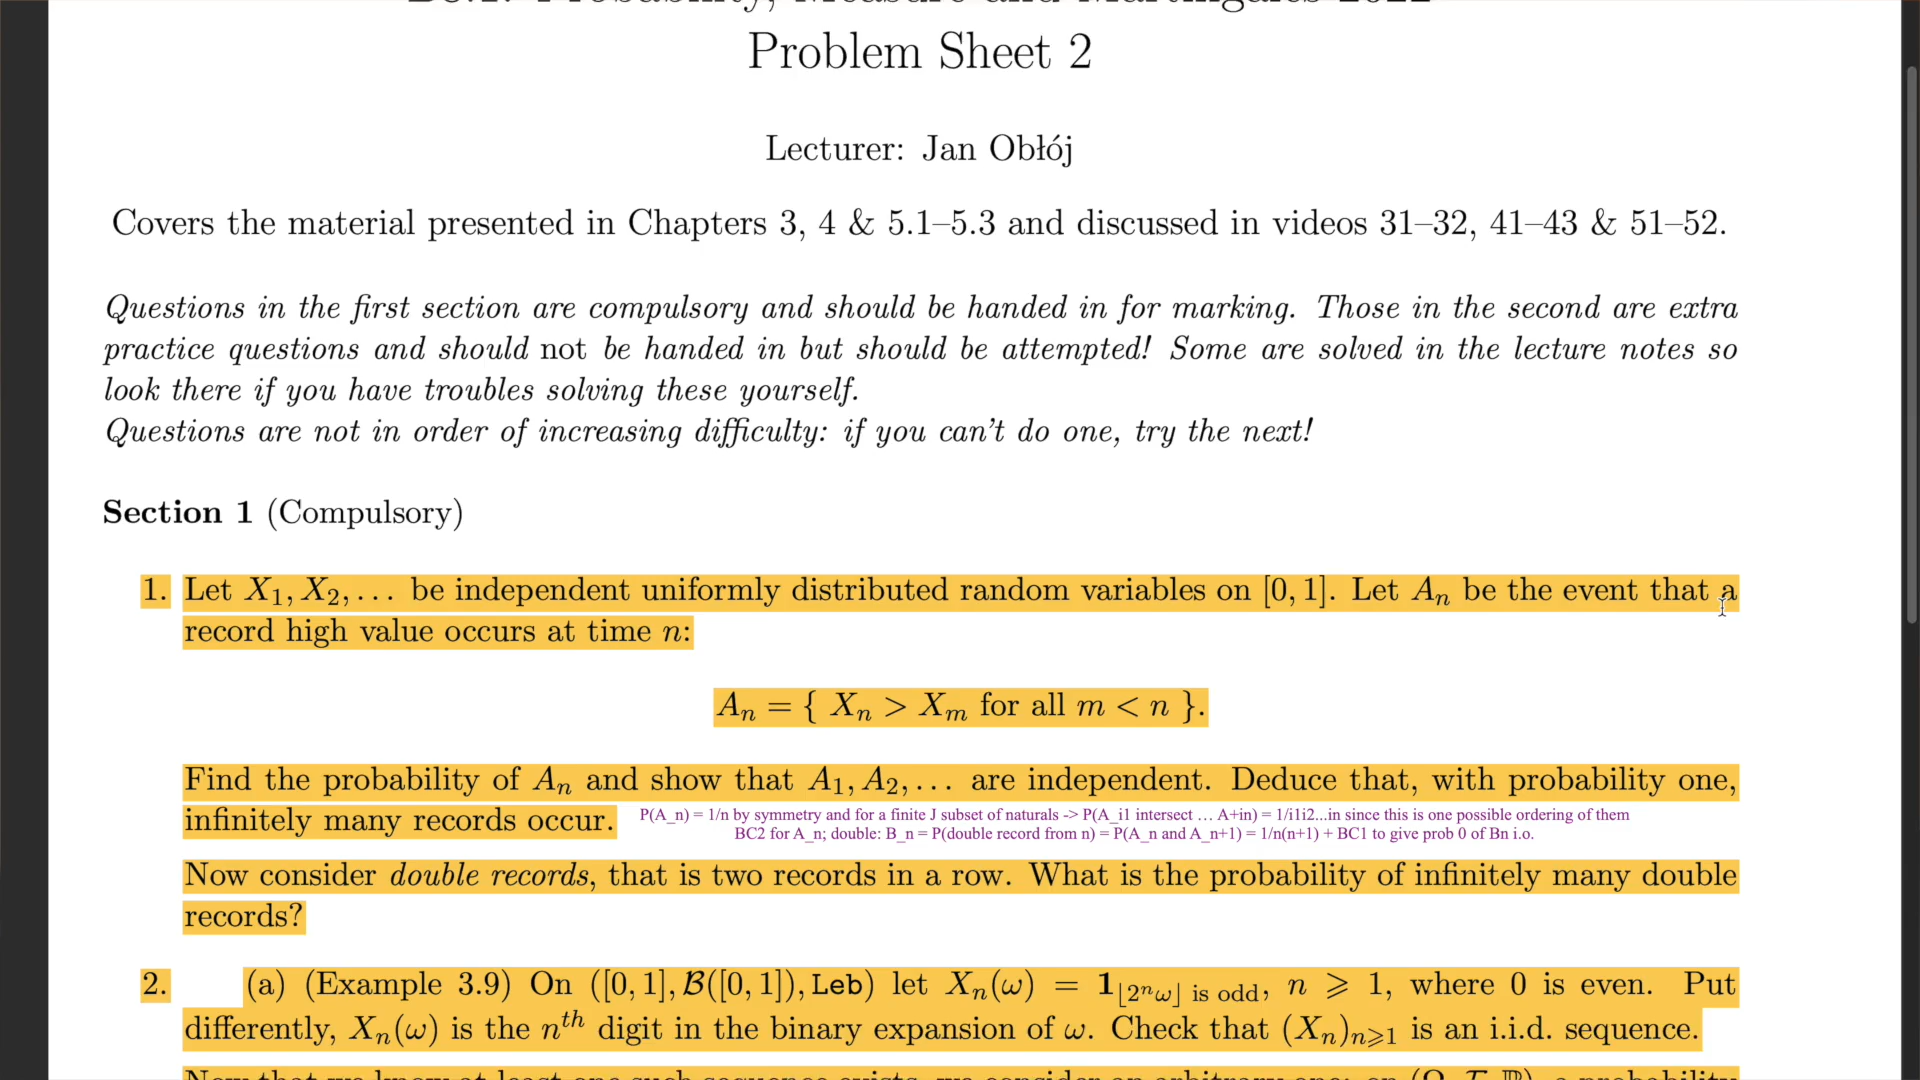 Problem Sheet 2
Lecturer: Jan Obłój
Covers the material presented in Chapters 3, 4 & 5.1–5.3 and discussed in videos 31–32, 41–43 & 51–52.
Questions in the first section are compulsory and should be handed in for marking. Those in the second are extra
practice questions and should not be handed in but should be attempted! Some are solved in the lecture notes so
look there if you have troubles solving these yourself.
Questions are not in order of increasing difficulty: if you can't do one, try the next!
Section 1 (Compulsory)
1. Let X₁, X₂, ... be independent uniformly distributed random variables on [0, 1]. Let Aₙ be the event that a
record high value occurs at time n:
Aₙ = { Xₙ > Xₘ for all m < n }.
Find the probability of Aₙ and show that A₁, A₂, ... are independent. Deduce that, with probability one,
infinitely many records occur.
P(A_n) = 1/n by symmetry and for a finite J subset of naturals -> P(A_i1 intersect ... A+in) = 1/i1i2...in since this is one possible ordering of them
BC2 for A_n; double: B_n = P(double record from n) = P(A_n and A_n+1) = 1/n(n+1) + BC1 to give prob 0 of Bn i.o.
Now consider double records, that is two records in a row. What is the probability of infinitely many double
records?
2. (a) (Example 3.9) On ([0, 1], ℬ([0, 1]), Leb) let Xₙ(ω) = 𝟏_{⌊2ⁿω⌋ is odd}, n ⩾ 1, where 0 is even. Put
differently, Xₙ(ω) is the nᵗʰ digit in the binary expansion of ω. Check that (Xₙ)ₙ⩾₁ is an i.i.d. sequence.